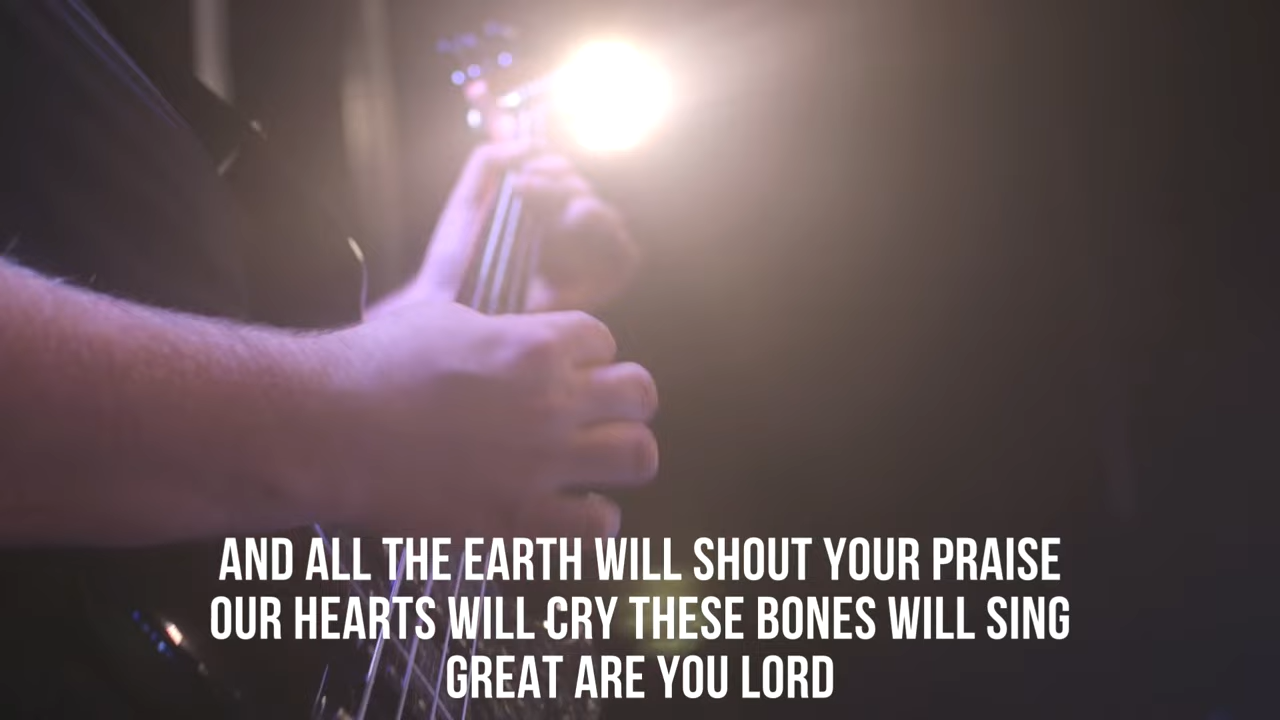 AND ALL THE EARTH WILL SHOUT YOUR PRAISE
OUR HEARTS WILL CRY THESE BONES WILL SING
GREAT ARE YOU LORD